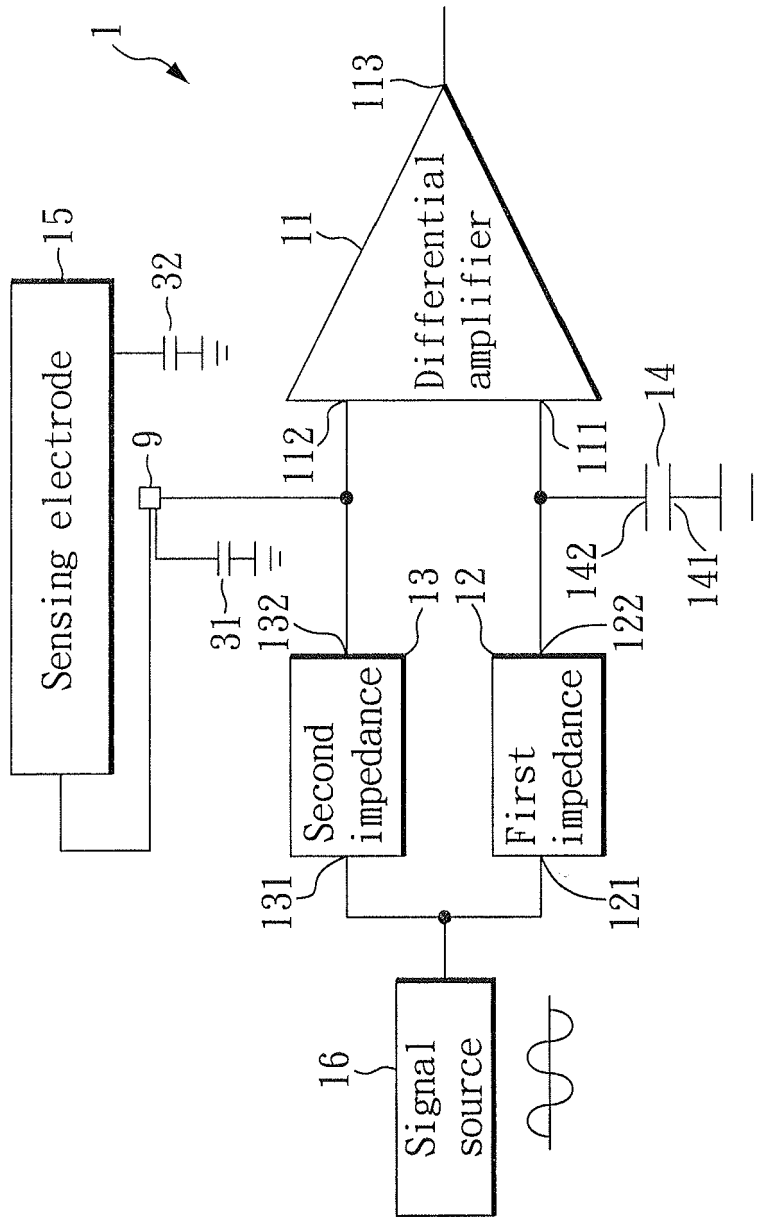 1
Sensing electrode
15
32
9
31
11
113
Differential
amplifier
112
111
132
13
Second
impedance
131
12
122
First
impedance
121
14
142
141
16
Signal
source